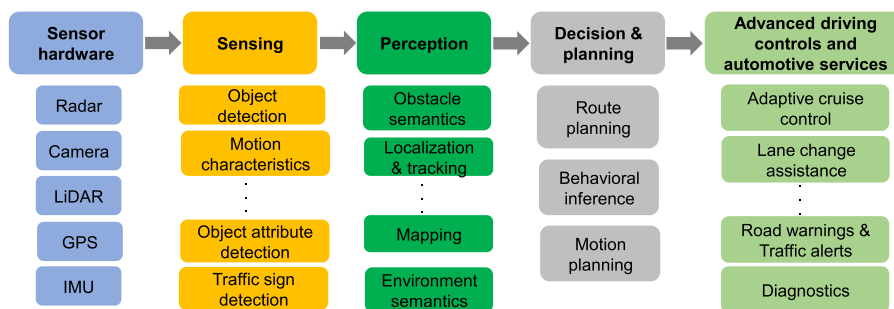 Sensor
hardware
Sensing
Perception
Decision &
planning
Advanced driving
controls and
automotive services
Radar
Camera
LiDAR
GPS
IMU
Object
detection
Motion
characteristics
Object attribute
detection
Traffic sign
detection
Obstacle
semantics
Localization
& tracking
Mapping
Environment
semantics
Route
planning
Behavioral
inference
Motion
planning
Adaptive cruise
control
Lane change
assistance
Road warnings &
Traffic alerts
Diagnostics